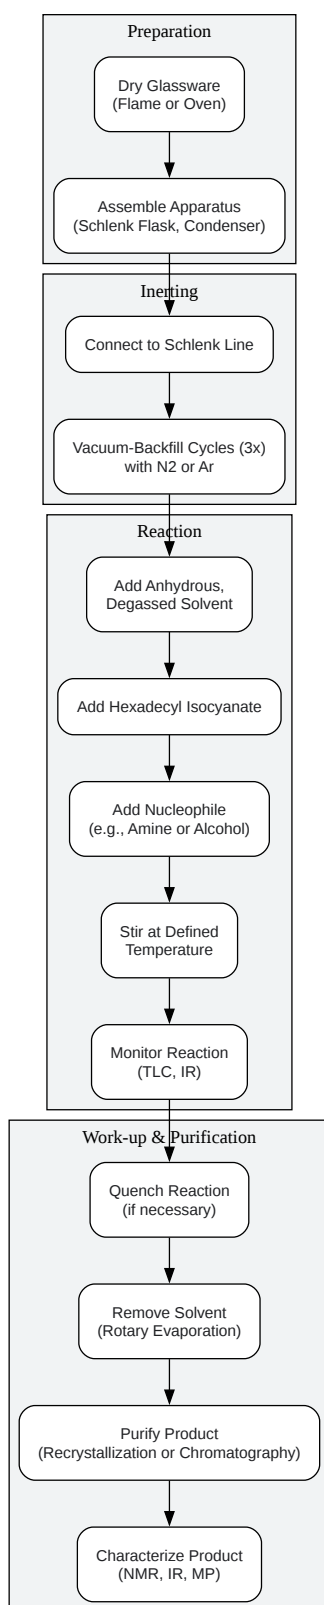 Preparation
Dry Glassware
(Flame or Oven)
Assemble Apparatus
(Schlenk Flask, Condenser)
Inerting
Connect to Schlenk Line
Vacuum-Backfill Cycles (3x)
with N2 or Ar
Reaction
Add Anhydrous,
Degassed Solvent
Add Hexadecyl Isocyanate
Add Nucleophile
(e.g., Amine or Alcohol)
Stir at Defined
Temperature
Monitor Reaction
(TLC, IR)
Work-up & Purification
Quench Reaction
(if necessary)
Remove Solvent
(Rotary Evaporation)
Purify Product
(Recrystallization or Chromatography)
Characterize Product
(NMR, IR, MP)